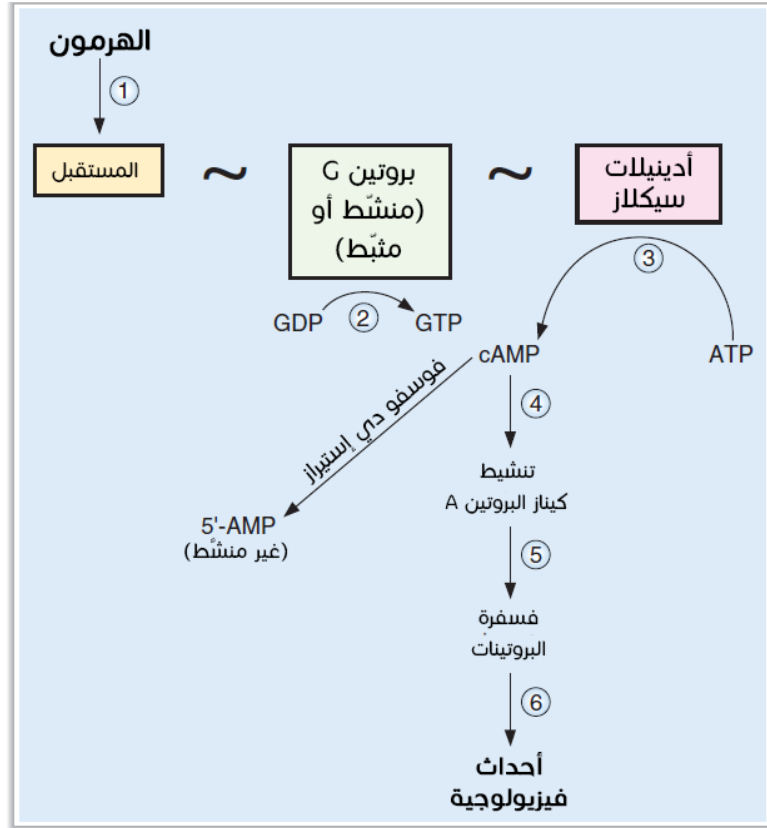 الهرمون
①
المستقبل
~
بروتين G
(منشّط أو
مثبّط)
~
أدينيلات
سيكلاز
③
GDP ② GTP
cAMP
ATP
فوسفو دي إستيراز
④
تنشيط
كيناز البروتين A
5'-AMP
(غير منشَّط)
⑤
فسفرة
البروتينات
⑥
أحداث
فيزيولوجية